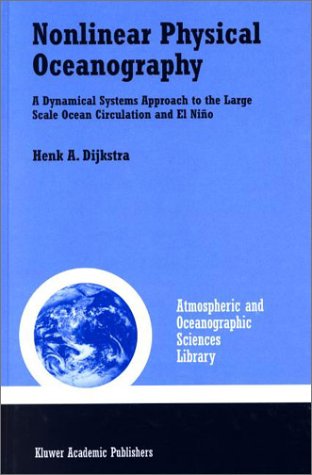 Nonlinear Physical
Oceanography
A Dynamical Systems Approach to the Large
Scale Ocean Circulation and El Niño
Henk A. Dijkstra
Atmospheric and
Oceanographic
Sciences
Library
Kluwer Academic Publishers